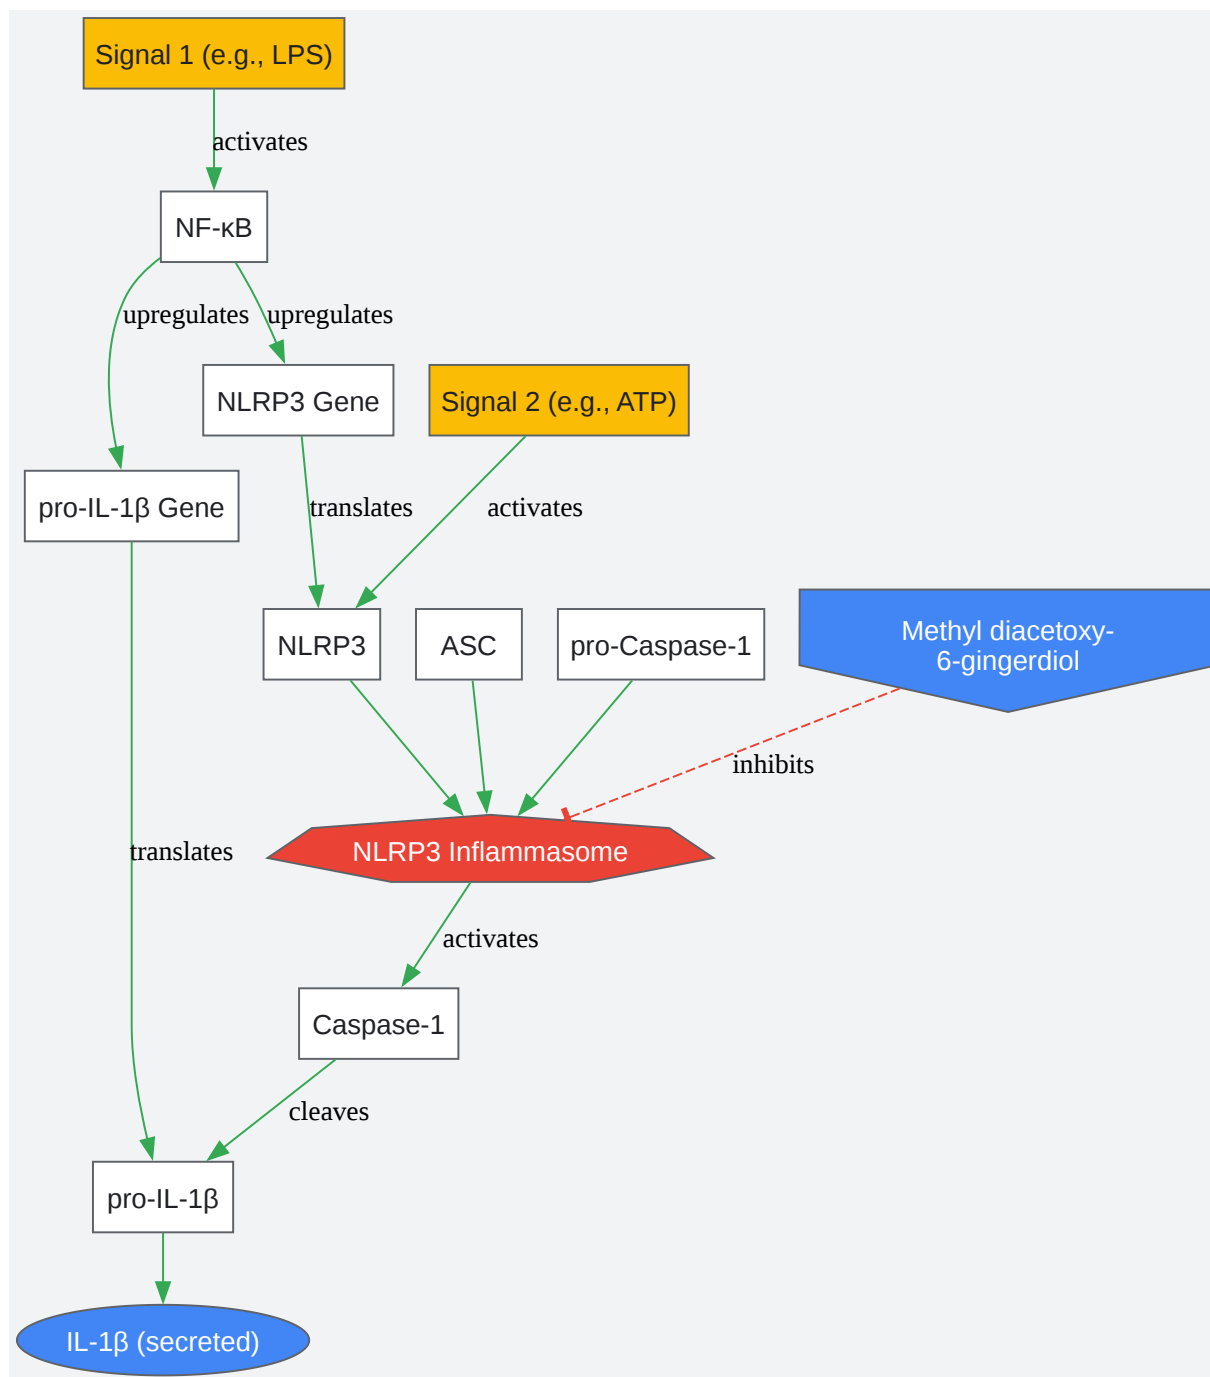 Signal 1 (e.g., LPS)
activates
NF-κB
upregulates
upregulates
NLRP3 Gene
Signal 2 (e.g., ATP)
pro-IL-1β Gene
translates
activates
NLRP3
ASC
pro-Caspase-1
Methyl diacetoxy-
6-gingerdiol
inhibits
translates
NLRP3 Inflammasome
activates
Caspase-1
cleaves
pro-IL-1β
IL-1β (secreted)